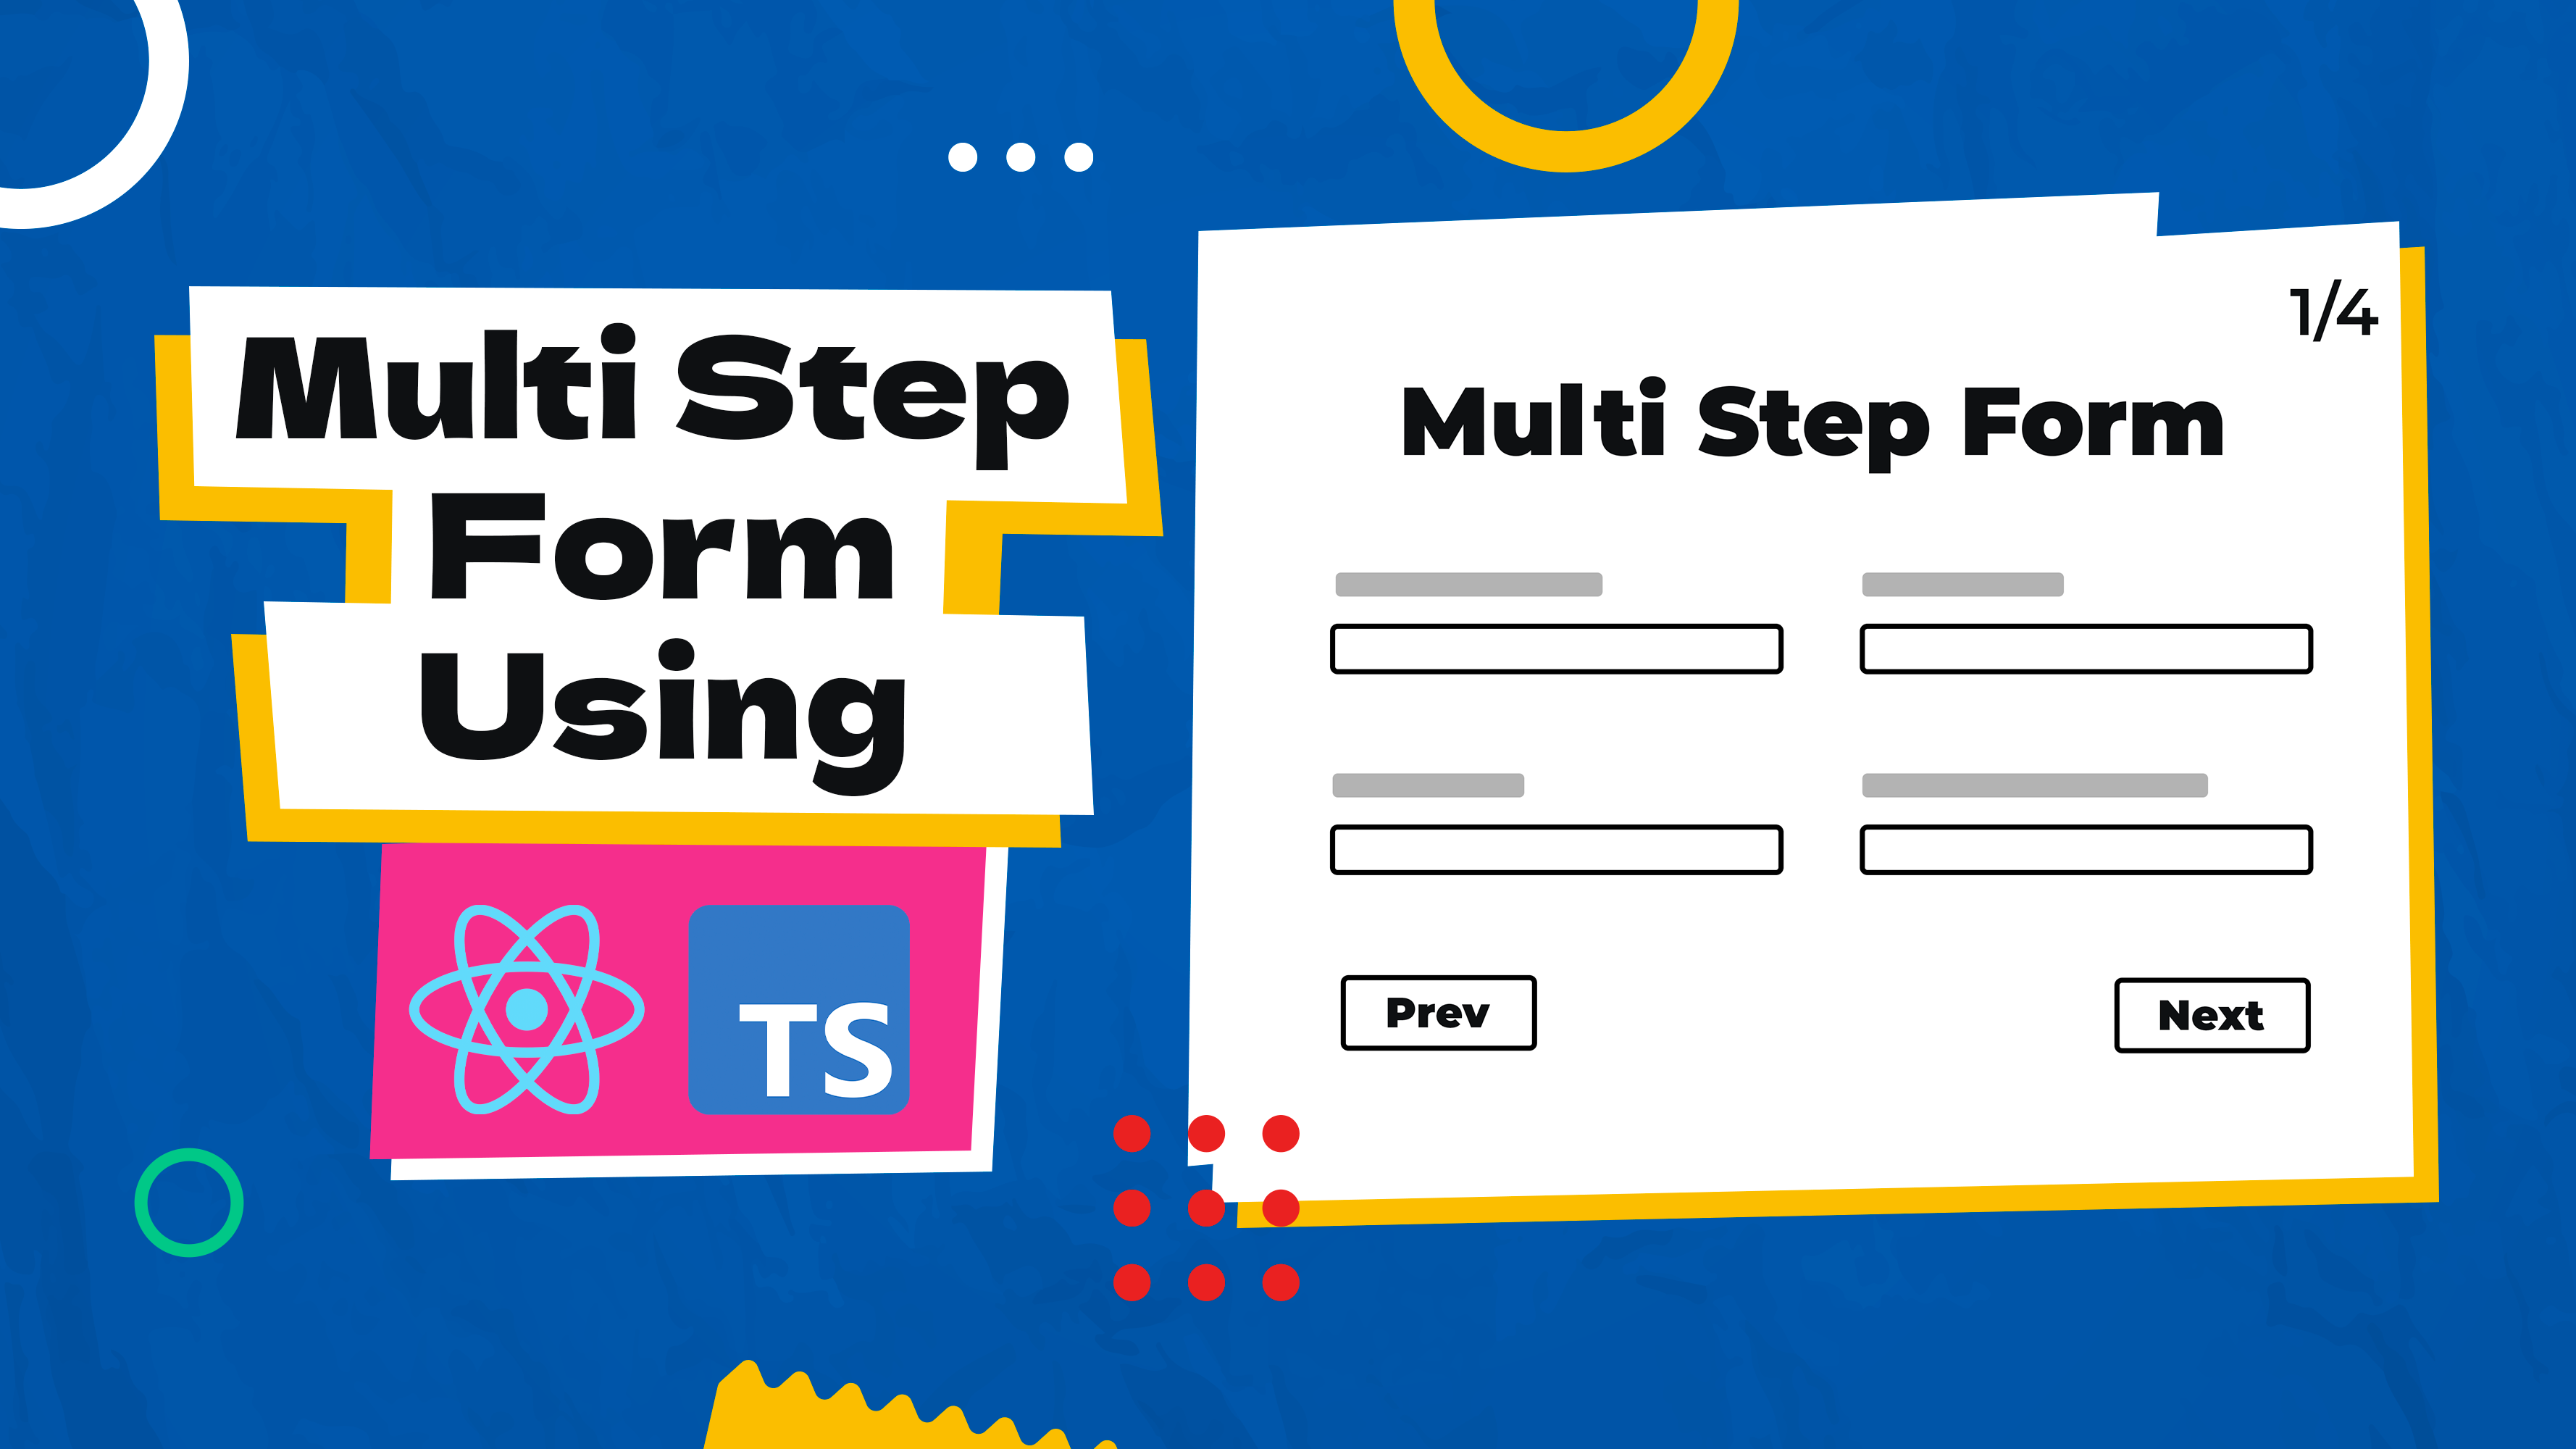 Multi Step
Form
Using
TS
1/4
Multi Step Form
Prev
Next